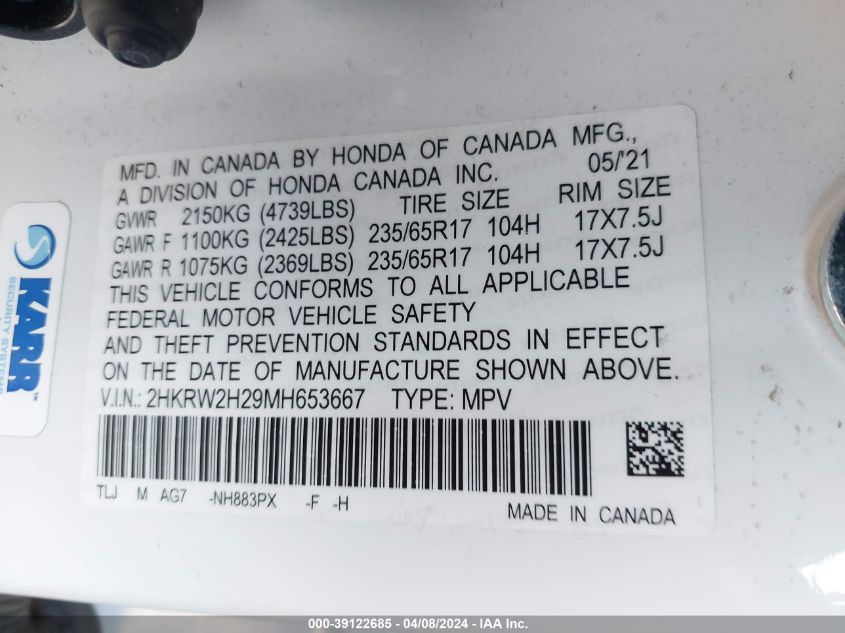 MFD. IN CANADA BY HONDA OF CANADA MFG.,
A DIVISION OF HONDA CANADA INC. 05/'21
GVWR 2150KG (4739LBS) TIRE SIZE RIM SIZE
GAWR F 1100KG (2425LBS) 235/65R17 104H 17X7.5J
GAWR R 1075KG (2369LBS) 235/65R17 104H 17X7.5J
THIS VEHICLE CONFORMS TO ALL APPLICABLE
FEDERAL MOTOR VEHICLE SAFETY
AND THEFT PREVENTION STANDARDS IN EFFECT
ON THE DATE OF MANUFACTURE SHOWN ABOVE.
V.I.N.: 2HKRW2H29MH653667 TYPE: MPV
TLJ M AG7 -NH883PX -F -H
MADE IN CANADA
KARR™
SECURITY SYSTEMS
000-39122685 - 04/08/2024 - IAA Inc.